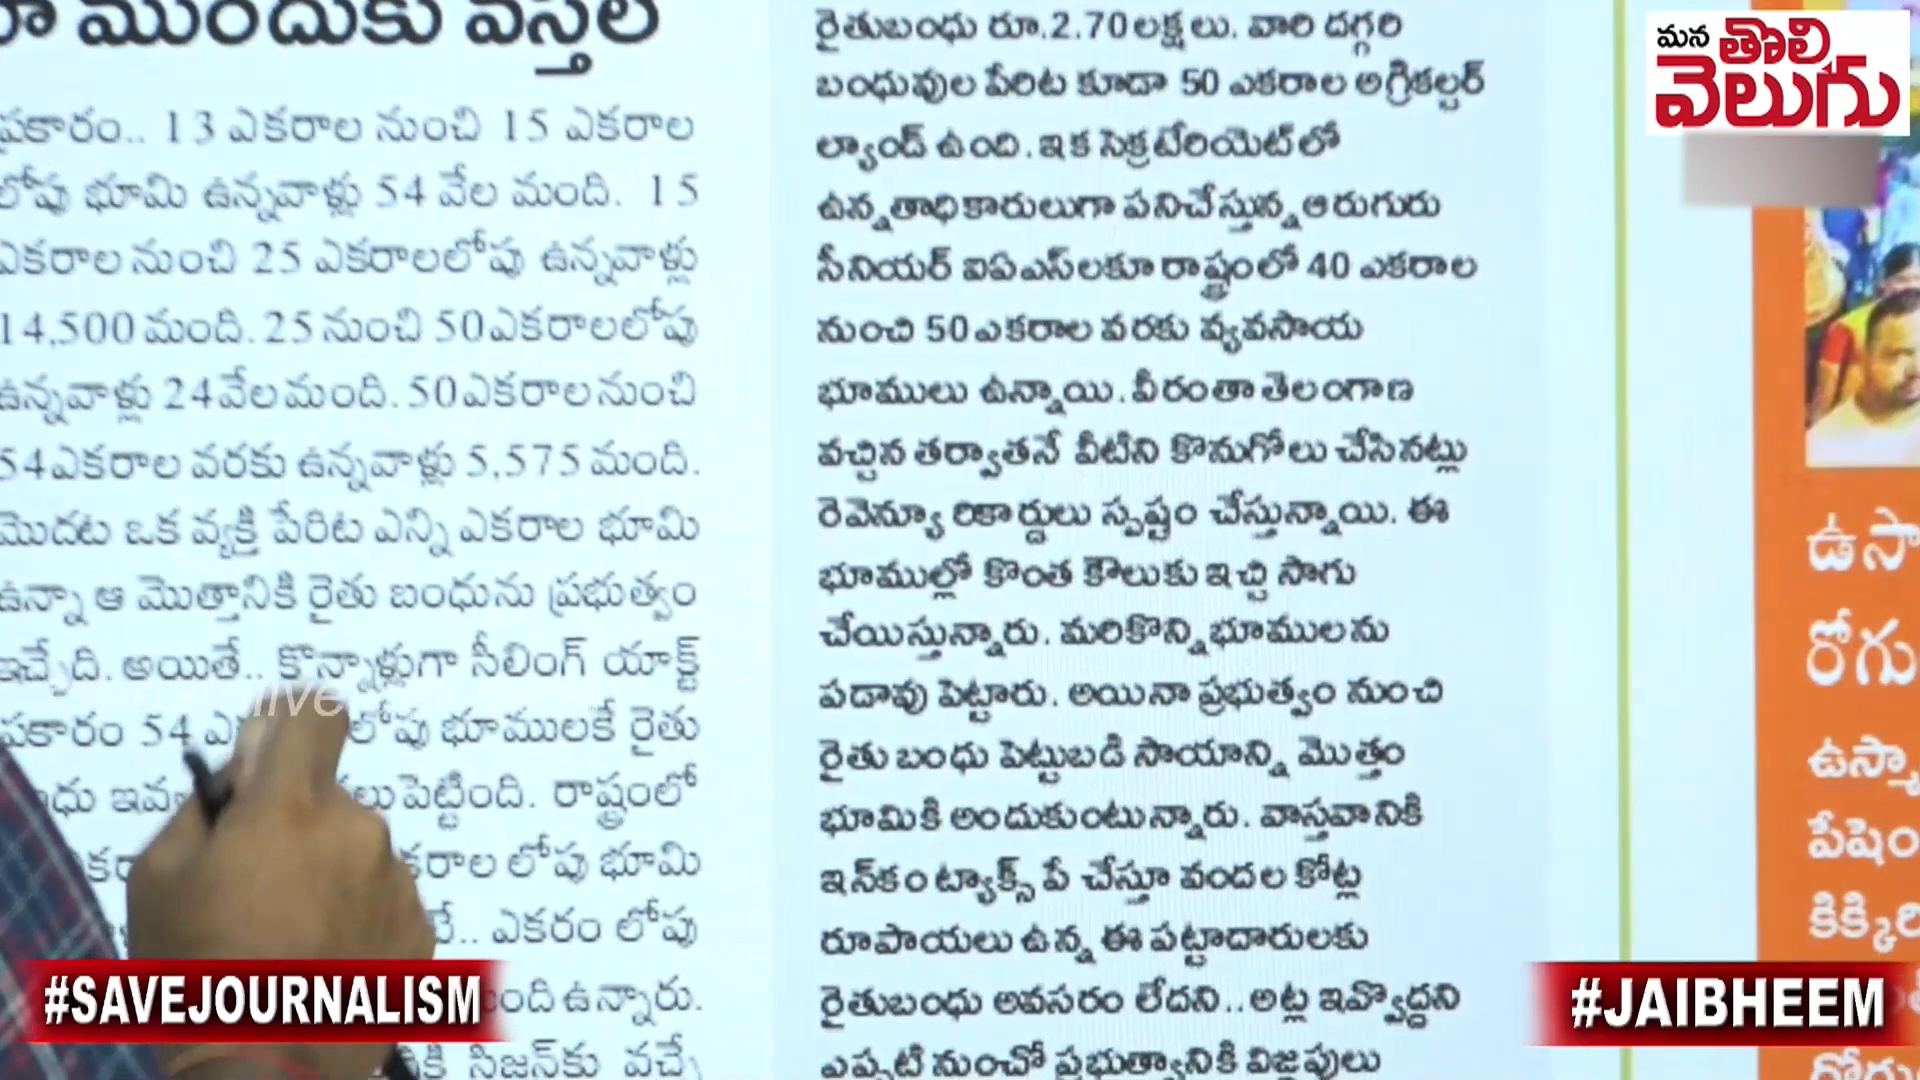 ముందుకు వస్తేల
ప్రకారం.. 13 ఎకరాల నుంచి 15 ఎకరాల
లోపు భూమి ఉన్నవాళ్లు 54 వేల మంది. 15
ఎకరాల నుంచి 25 ఎకరాలలోపు ఉన్నవాళ్లు
14,500 మంది. 25 నుంచి 50 ఎకరాలలోపు
ఉన్నవాళ్లు 24 వేల మంది. 50 ఎకరాల నుంచి
54 ఎకరాల వరకు ఉన్నవాళ్లు 5,575 మంది.
మొదట ఒక వ్యక్తి పేరిట ఎన్ని ఎకరాల భూమి
ఉన్నా ఆ మొత్తానికి రైతు బంధును ప్రభుత్వం
ఇచ్చేది. అయితే.. కొన్నాళ్లుగా సీలింగ్ యాక్ట్
ప్రకారం 54 లోపు భూములకే రైతు
రాష్ట్రంలో
లోపు భూమి
ఎకరం లోపు
ఉన్నారు.
సీజన్‌కు వచ్చే
రైతుబంధు రూ.2.70 లక్షలు. వారి దగ్గరి
బంధువుల పేరిట కూడా 50 ఎకరాల అగ్రికల్చర్
ల్యాండ్ ఉంది. ఇక సెక్రటేరియెట్‌లో
ఉన్నతాధికారులుగా పనిచేస్తున్న ఆరుగురు
సీనియర్ ఐఏఎస్‌లకూ రాష్ట్రంలో 40 ఎకరాల
నుంచి 50 ఎకరాల వరకు వ్యవసాయ
భూములు ఉన్నాయి. వీరంతా తెలంగాణ
వచ్చిన తర్వాతనే వీటిని కొనుగోలు చేసినట్లు
రెవెన్యూ రికార్డులు స్పష్టం చేస్తున్నాయి. ఈ
భూముల్లో కొంత కౌలుకు ఇచ్చి సాగు
చేయిస్తున్నారు. మరికొన్ని భూములను
పడావు పెట్టారు. అయినా ప్రభుత్వం నుంచి
రైతు బంధు పెట్టుబడి సాయాన్ని మొత్తం
భూమికి అందుకుంటున్నారు. వాస్తవానికి
ఇన్‌కం ట్యాక్స్ పే చేస్తూ వందల కోట్ల
రూపాయలు ఉన్న ఈ పట్టాదారులకు
రైతుబంధు అవసరం లేదని.. అట్ల ఇవ్వొద్దని
ఎప్పటి నుంచో ప్రభుత్వానికి విజ్ఞప్తులు
మన తొలి
వెలుగు
#SAVEJOURNALISM
#JAIBHEEM